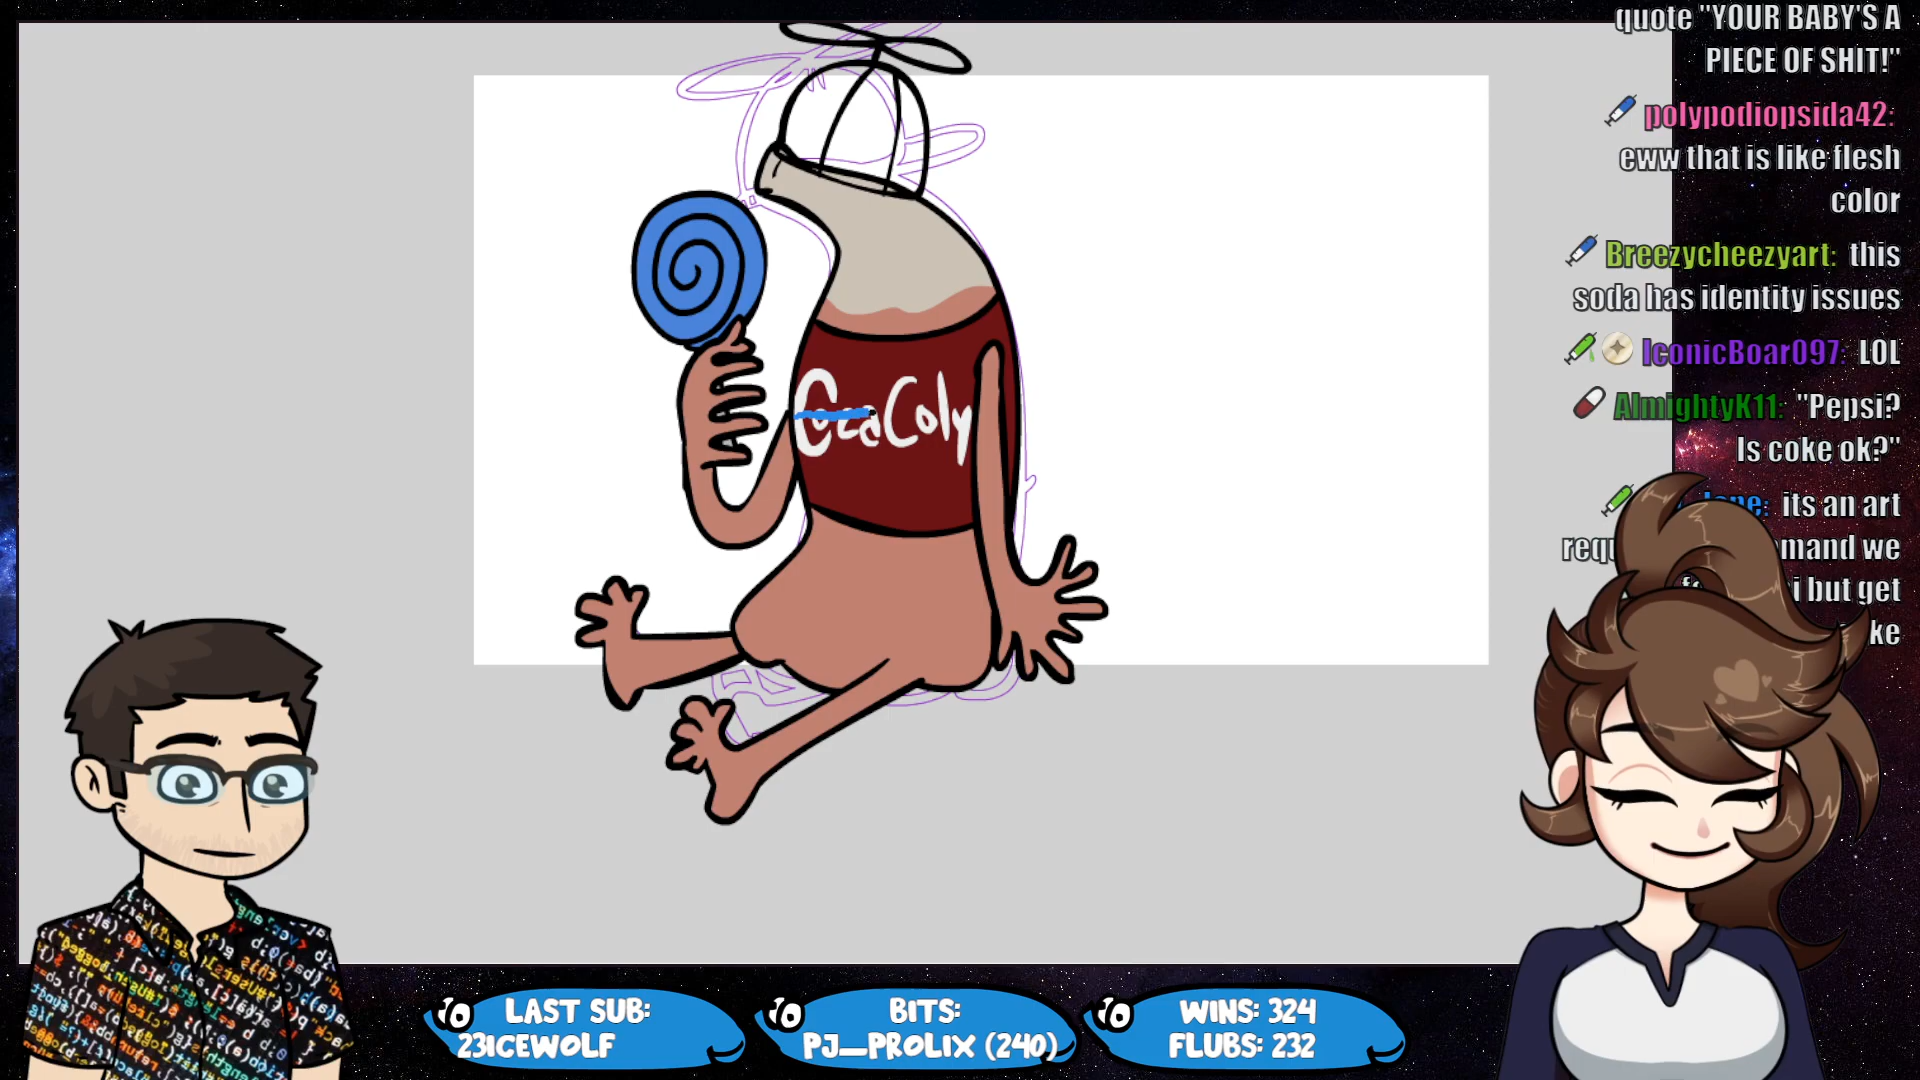 quote "YOUR BABY'S A
PIECE OF SHIT!"
polypodiopsida42:
eww that is like flesh
color
Breezycheezyart: this
soda has identity issues
IconicBoar097: LOL
AlmightyK11: "Pepsi?
Is coke ok?"
its an art
mand we
but get
ke
CocaColy
LAST SUB:
23ICEWOLF
BITS:
PJ_PROLIX (240)
WINS: 324
FLUBS: 232